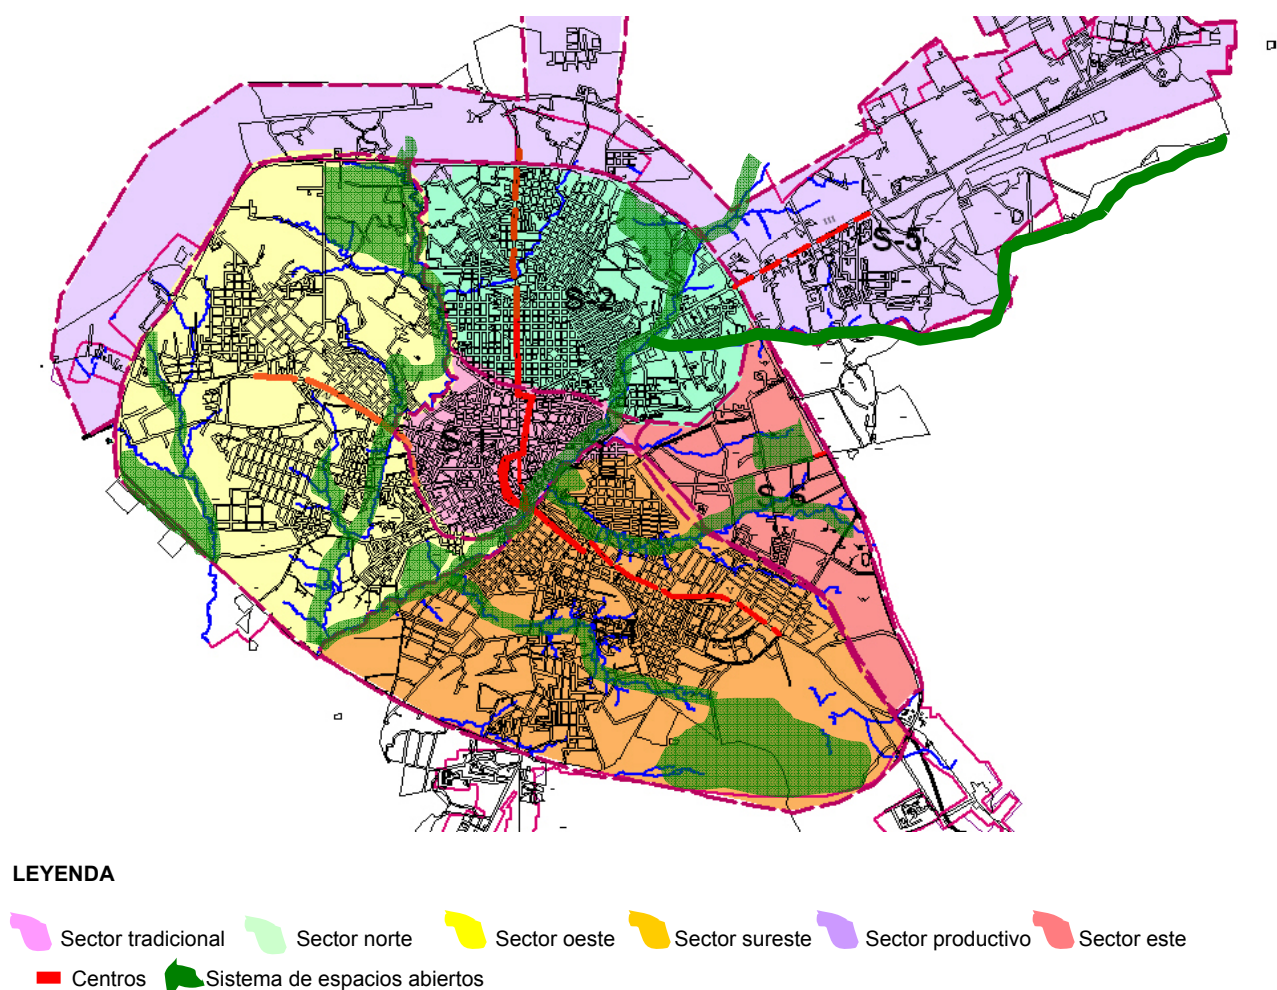 S-5
S-2
S-1
S-6
LEYENDA
Sector tradicional Sector norte Sector oeste Sector sureste Sector productivo Sector este
Centros Sistema de espacios abiertos